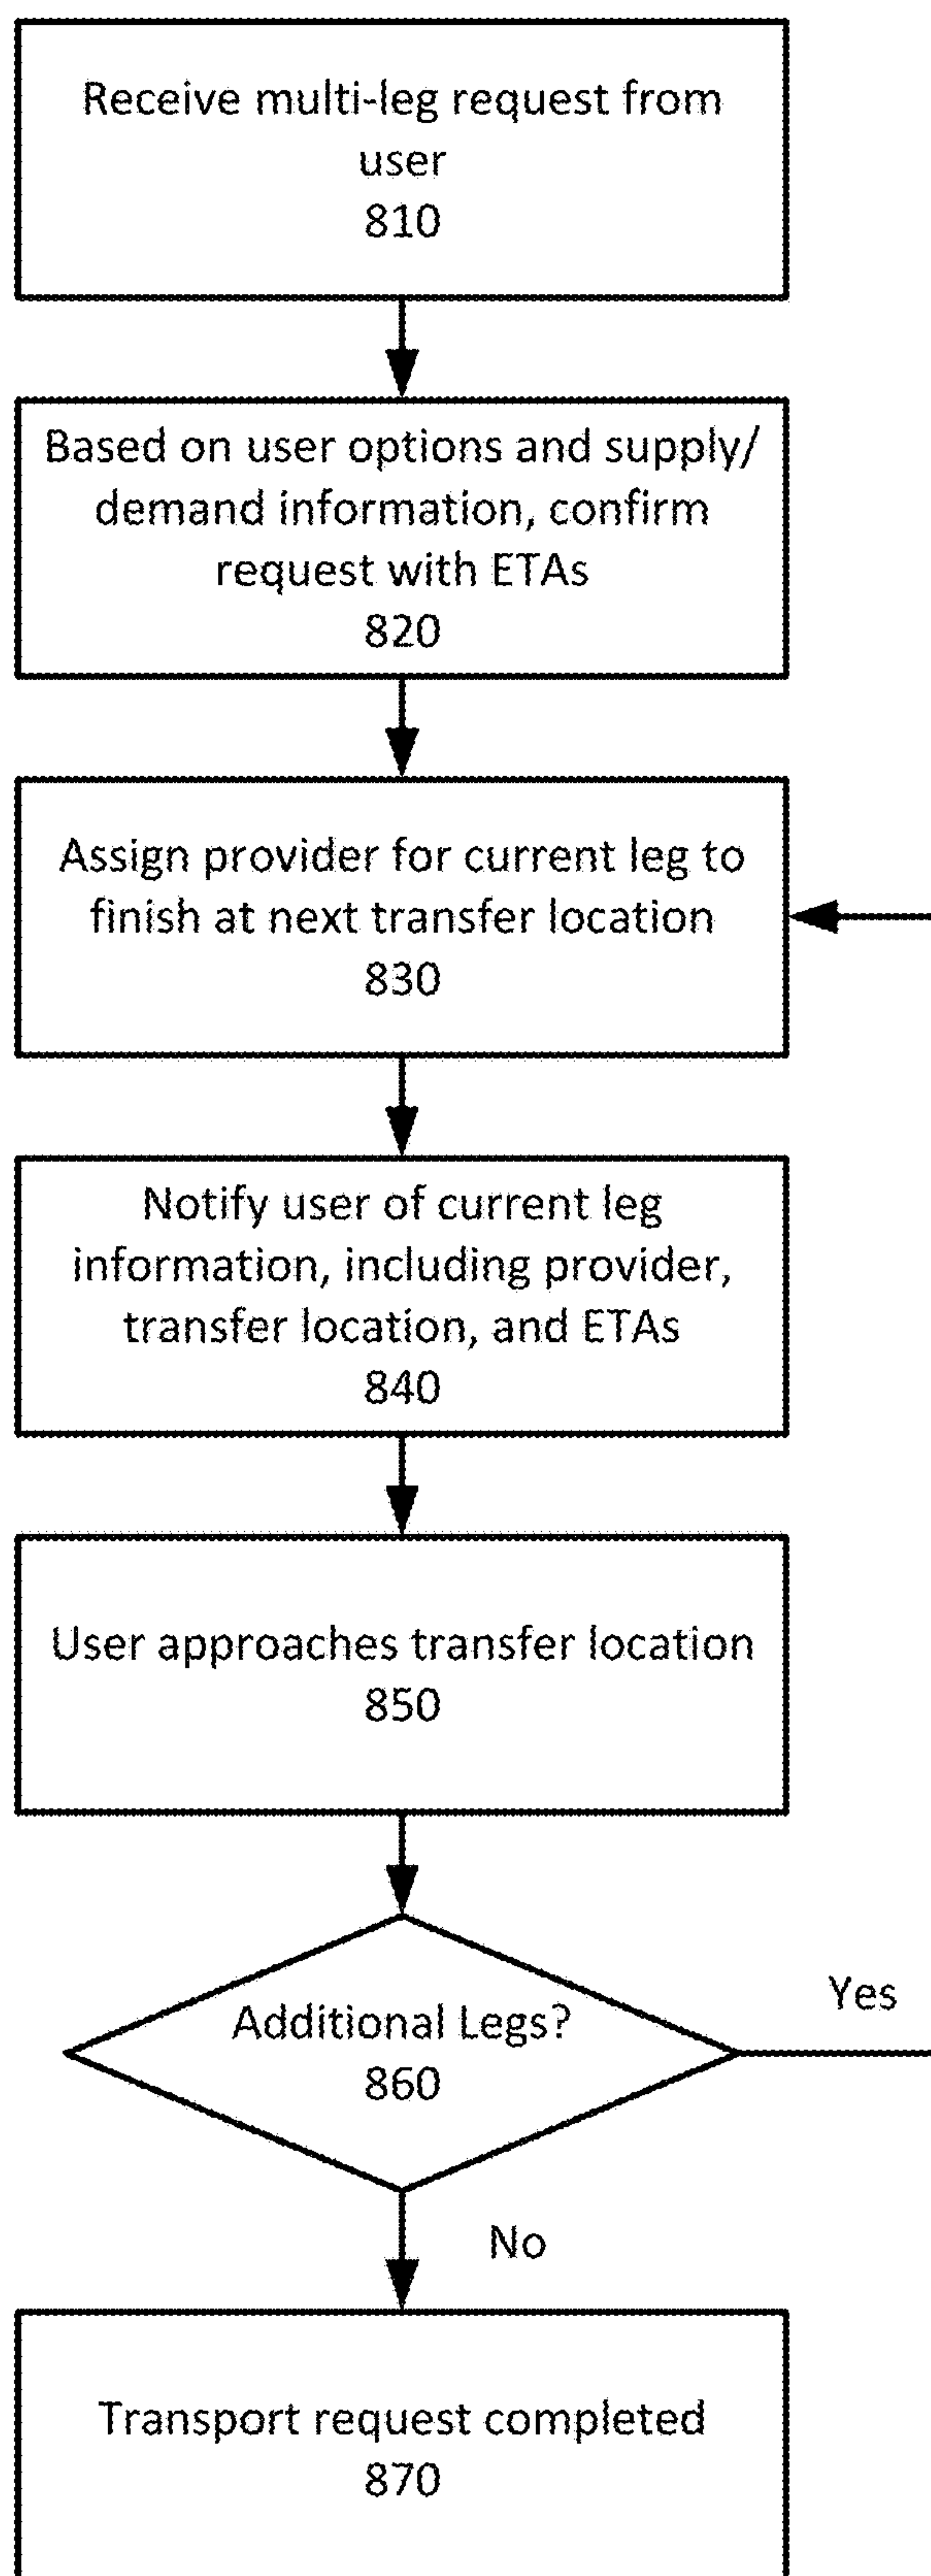 Receive multi-leg request from
user
810
Based on user options and supply/
demand information, confirm
request with ETAs
820
Assign provider for current leg to
finish at next transfer location
830
Notify user of current leg
information, including provider,
transfer location, and ETAs
840
User approaches transfer location
850
Yes
Additional Legs?
860
No
Transport request completed
870